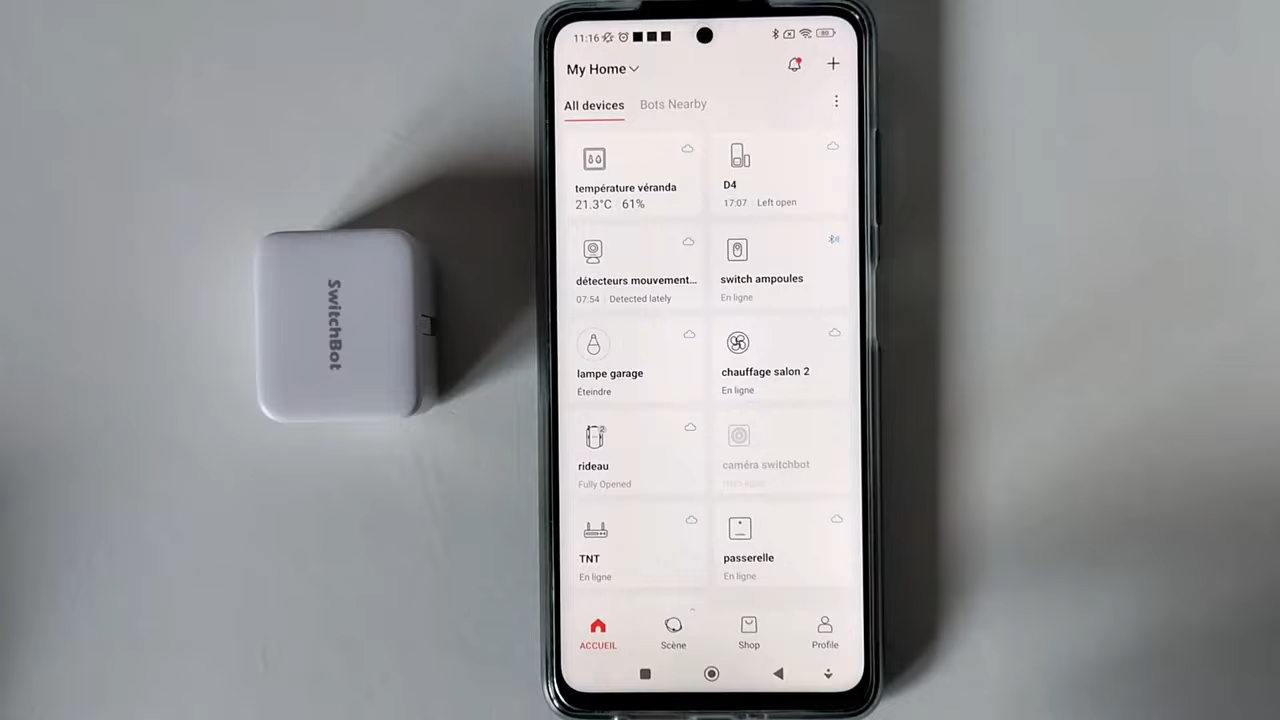 SwitchBot
11:16
80
My Home
All devices
Bots Nearby
température véranda
21.3°C 61%
D4
17:07 Left open
détecteurs mouvement...
07:54 Detected lately
switch ampoules
En ligne
lampe garage
Éteindre
chauffage salon 2
En ligne
rideau
Fully Opened
caméra switchbot
TNT
En ligne
passerelle
En ligne
ACCUEIL
Scène
Shop
Profile